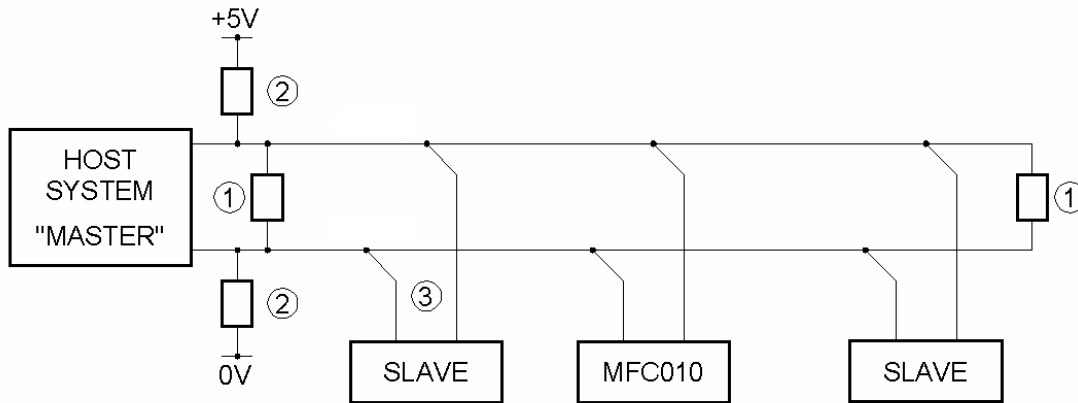 +5V
②
HOST
SYSTEM
"MASTER"
①
①
③
②
0V
SLAVE
MFC010
SLAVE